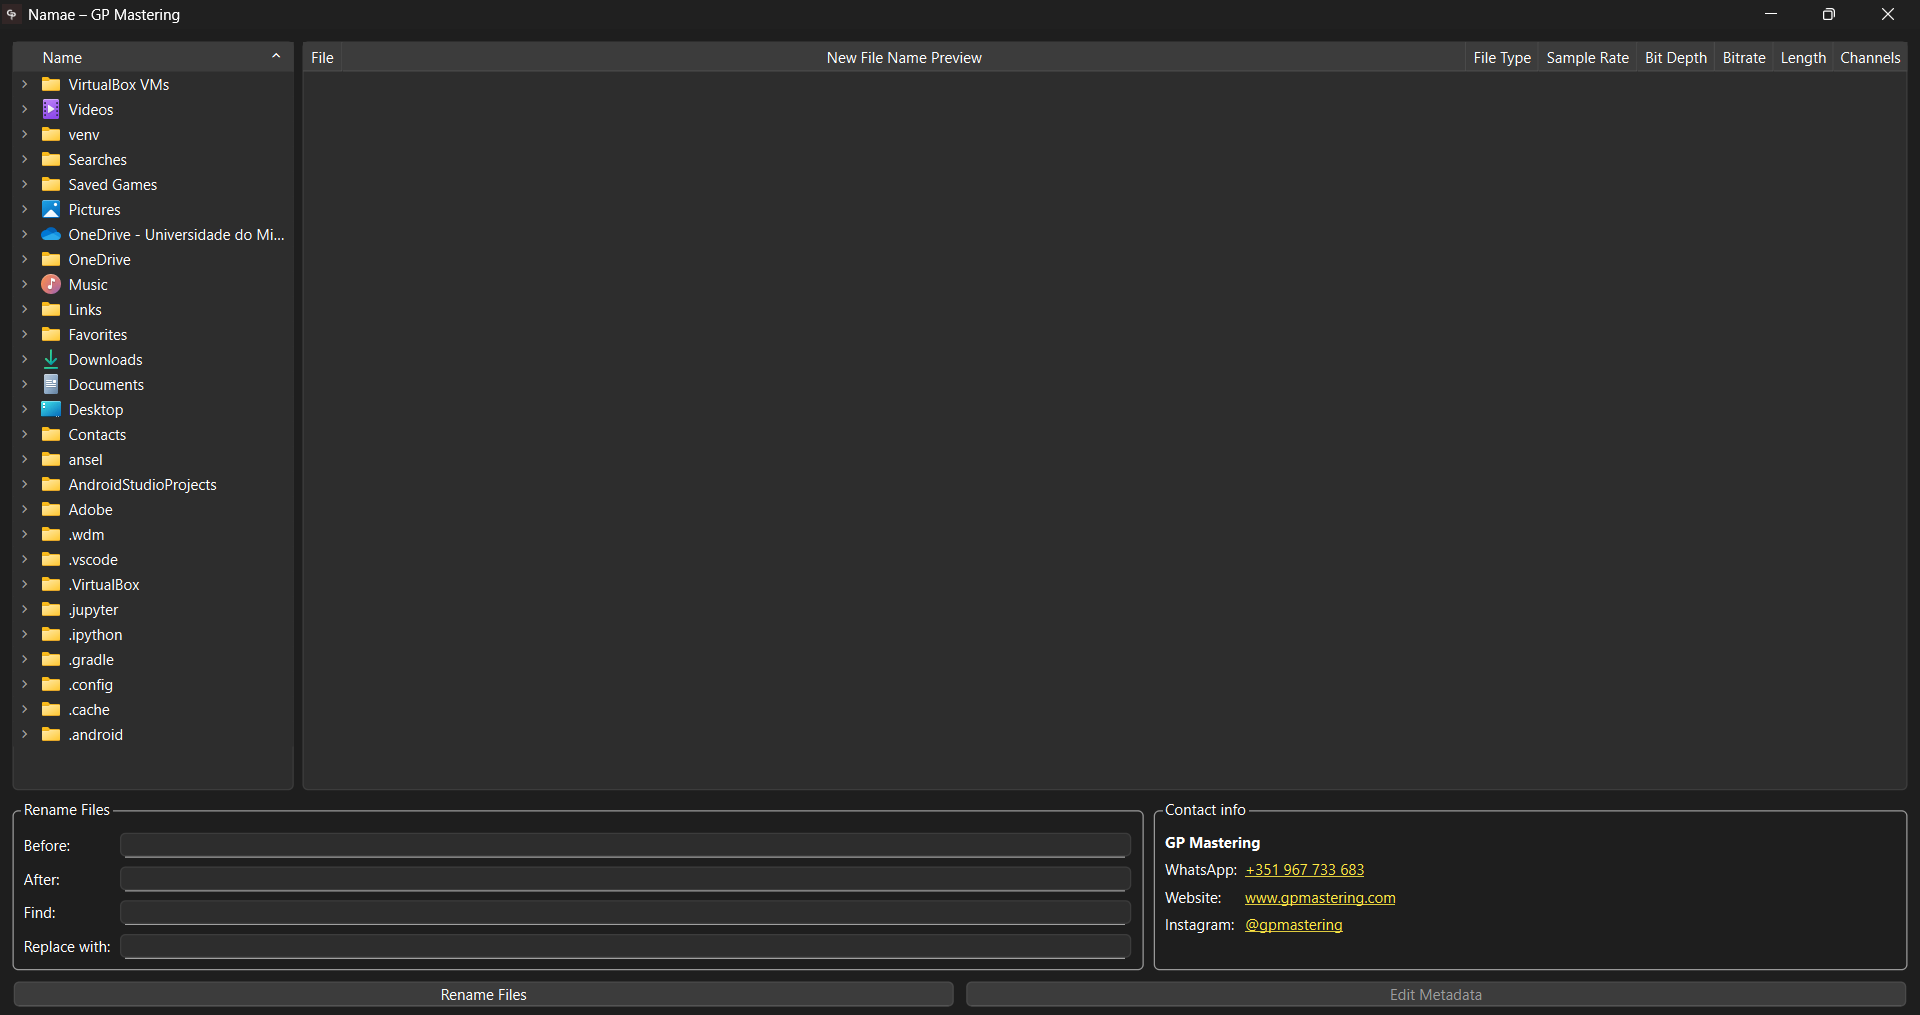 Namae – GP Mastering
Name
File
New File Name Preview
File Type
Sample Rate
Bit Depth
Bitrate
Length
Channels
VirtualBox VMs
Videos
venv
Searches
Saved Games
Pictures
OneDrive - Universidade do Mi...
OneDrive
Music
Links
Favorites
Downloads
Documents
Desktop
Contacts
ansel
AndroidStudioProjects
Adobe
.wdm
.vscode
.VirtualBox
.jupyter
.ipython
.gradle
.config
.cache
.android
Rename Files
Before:
After:
Find:
Replace with:
Contact info
GP Mastering
WhatsApp: +351 967 733 683
Website: www.gpmastering.com
Instagram: @gpmastering
Rename Files
Edit Metadata